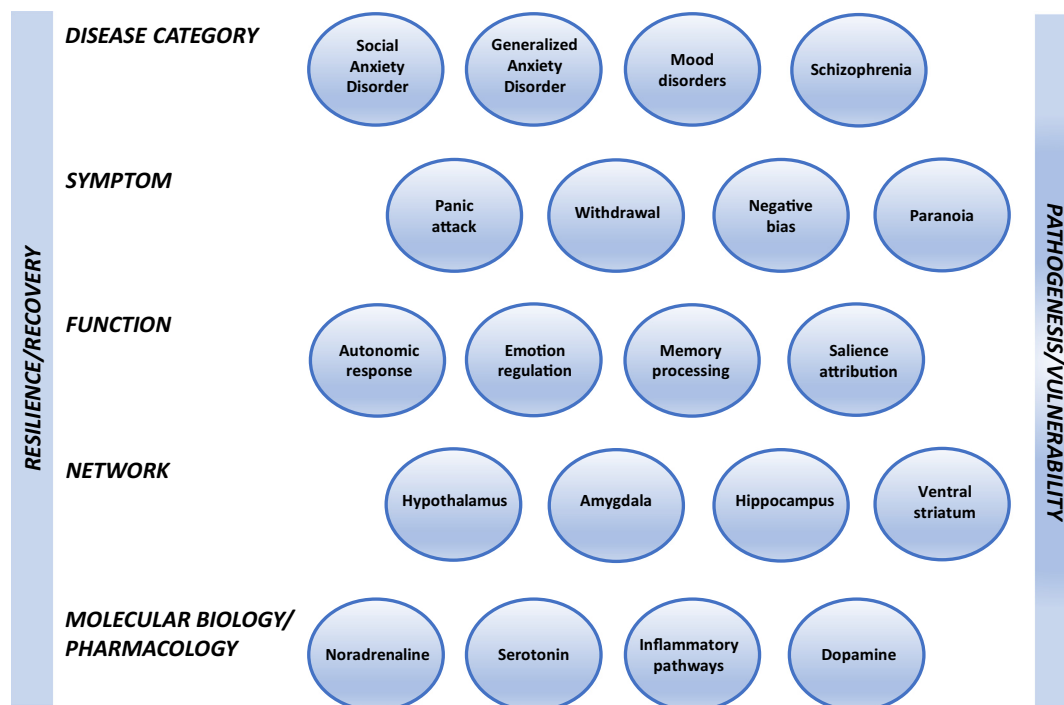 RESILIENCE/RECOVERY
DISEASE CATEGORY
Social
Anxiety
Disorder
Generalized
Anxiety
Disorder
Mood
disorders
Schizophrenia
SYMPTOM
Panic
attack
Withdrawal
Negative
bias
Paranoia
FUNCTION
Autonomic
response
Emotion
regulation
Memory
processing
Salience
attribution
NETWORK
Hypothalamus
Amygdala
Hippocampus
Ventral
striatum
MOLECULAR BIOLOGY/
PHARMACOLOGY
Noradrenaline
Serotonin
Inflammatory
pathways
Dopamine
PATHOGENESIS/VULNERABILITY